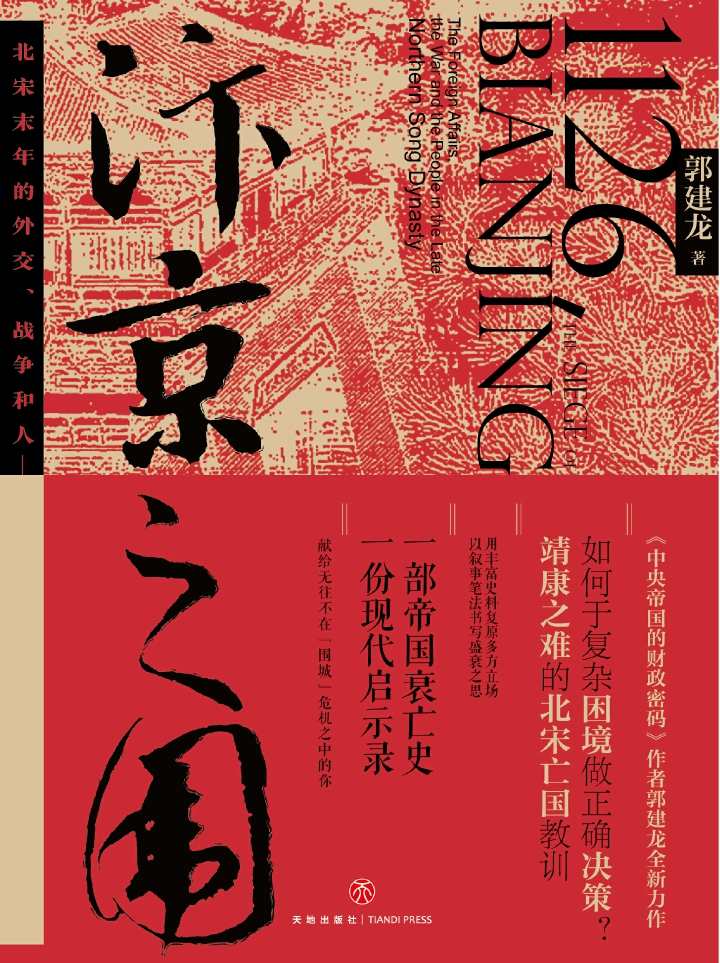 汴京之围
北宋末年的外交、战争和人
1126
BIANJING
THE SIEGE OF
The Foreign Affairs
the War and the People in the Late
Northern Song Dynasty
郭建龙 著
《中央帝国的财政密码》作者郭建龙全新力作
如何于复杂困境做正确决策？
靖康之难的北宋亡国教训
用丰富史料复原多方立场
以叙事笔法书写盛衰之思
一部帝国衰亡史
一份现代启示录
献给无往不在「围城」危机之中的你
天地出版社 | TIANDI PRESS